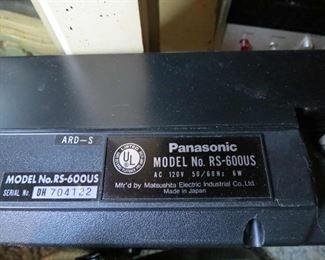 ARD-S
MODEL No. RS-600US
SERIAL No. DH 704122
UL
Panasonic
MODEL No. RS-600US
AC 120V 50/60Hz 6W
Mfr'd by Matsushita Electric Industrial Co., Ltd.
Made in Japan